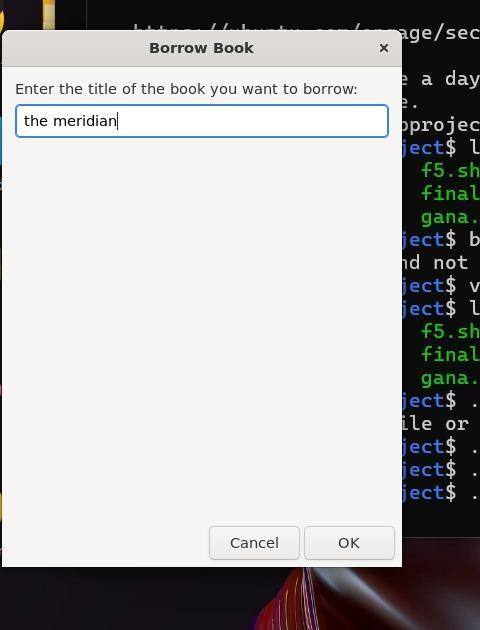 https://ubuntu.com/engage/sec
Borrow Book
Enter the title of the book you want to borrow:
the meridian
Cancel
OK
e a day
e.
project
ject$ l
f5.sh
final
gana.
ject$ b
nd not
ject$ v
ject$ l
f5.sh
final
gana.
ject$ .
ile or
ject$ .
ject$ .
ject$ .